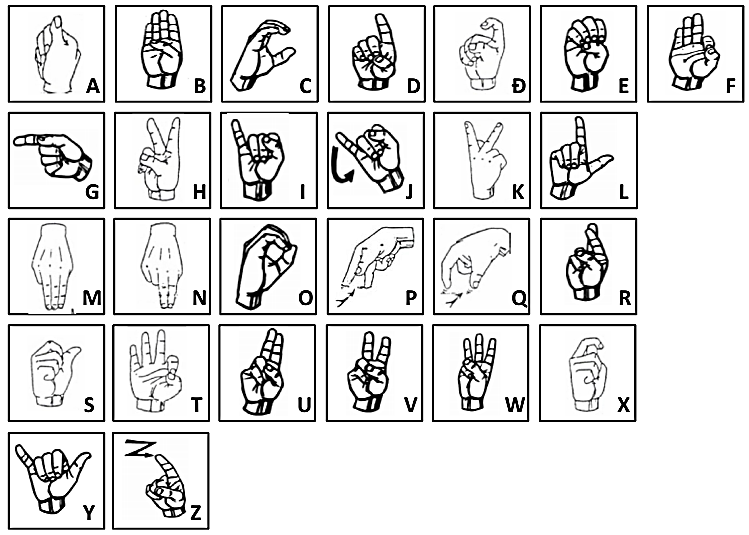 A B C D Đ E F
G H I J K L
M N O P Q R
S T U V W X
Y Z